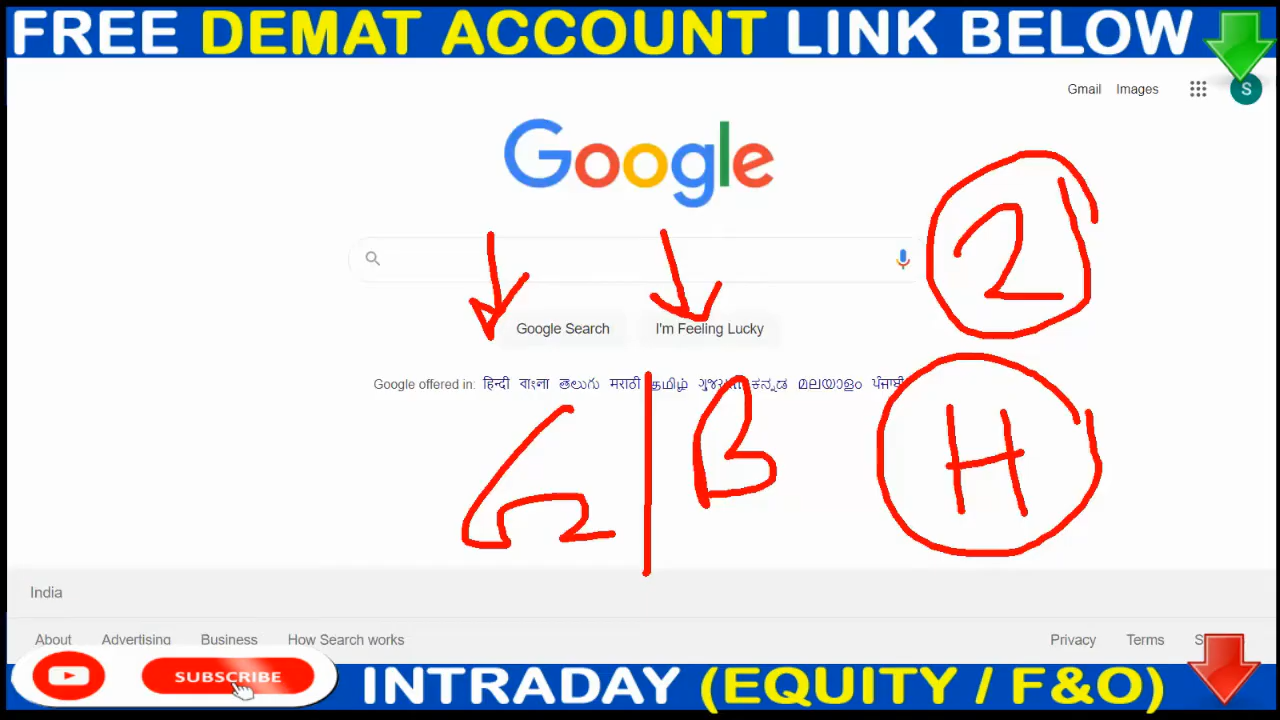 FREE DEMAT ACCOUNT LINK BELOW
Gmail Images S
Google
2
Google Search I'm Feeling Lucky
Google offered in: हिन्दी বাংলা తెలుగు मराठी தமிழ் ગુજરાતી ಕನ್ನಡ മലയാളം ਪੰਜਾਬੀ
B
H
India
About Advertising Business How Search works
Privacy Terms
SUBSCRIBE
INTRADAY (EQUITY / F&O)